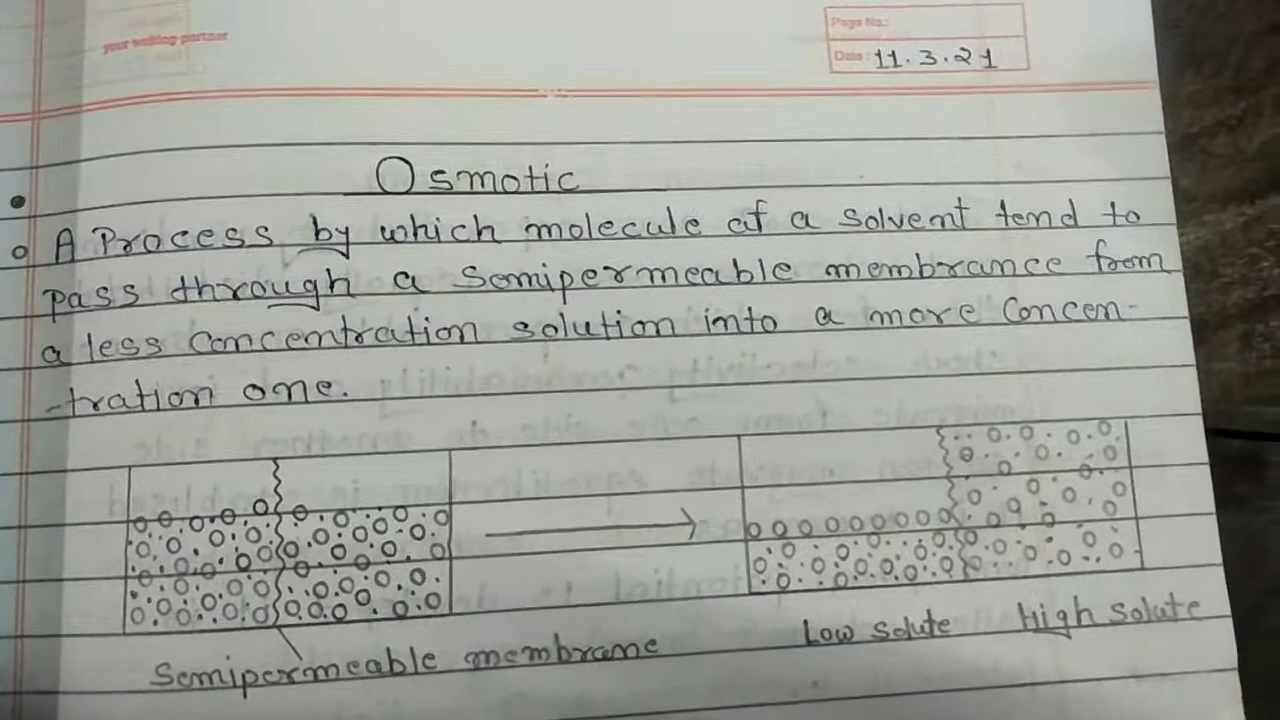 your writing partner
Page No.:
Date: 11.3.21
Osmotic
A Process by which molecule of a solvent tend to
pass through a semipermeable membrance from
a less concentration solution into a more concen-
-tration one.
Low solute High solute
Semipermeable membrane